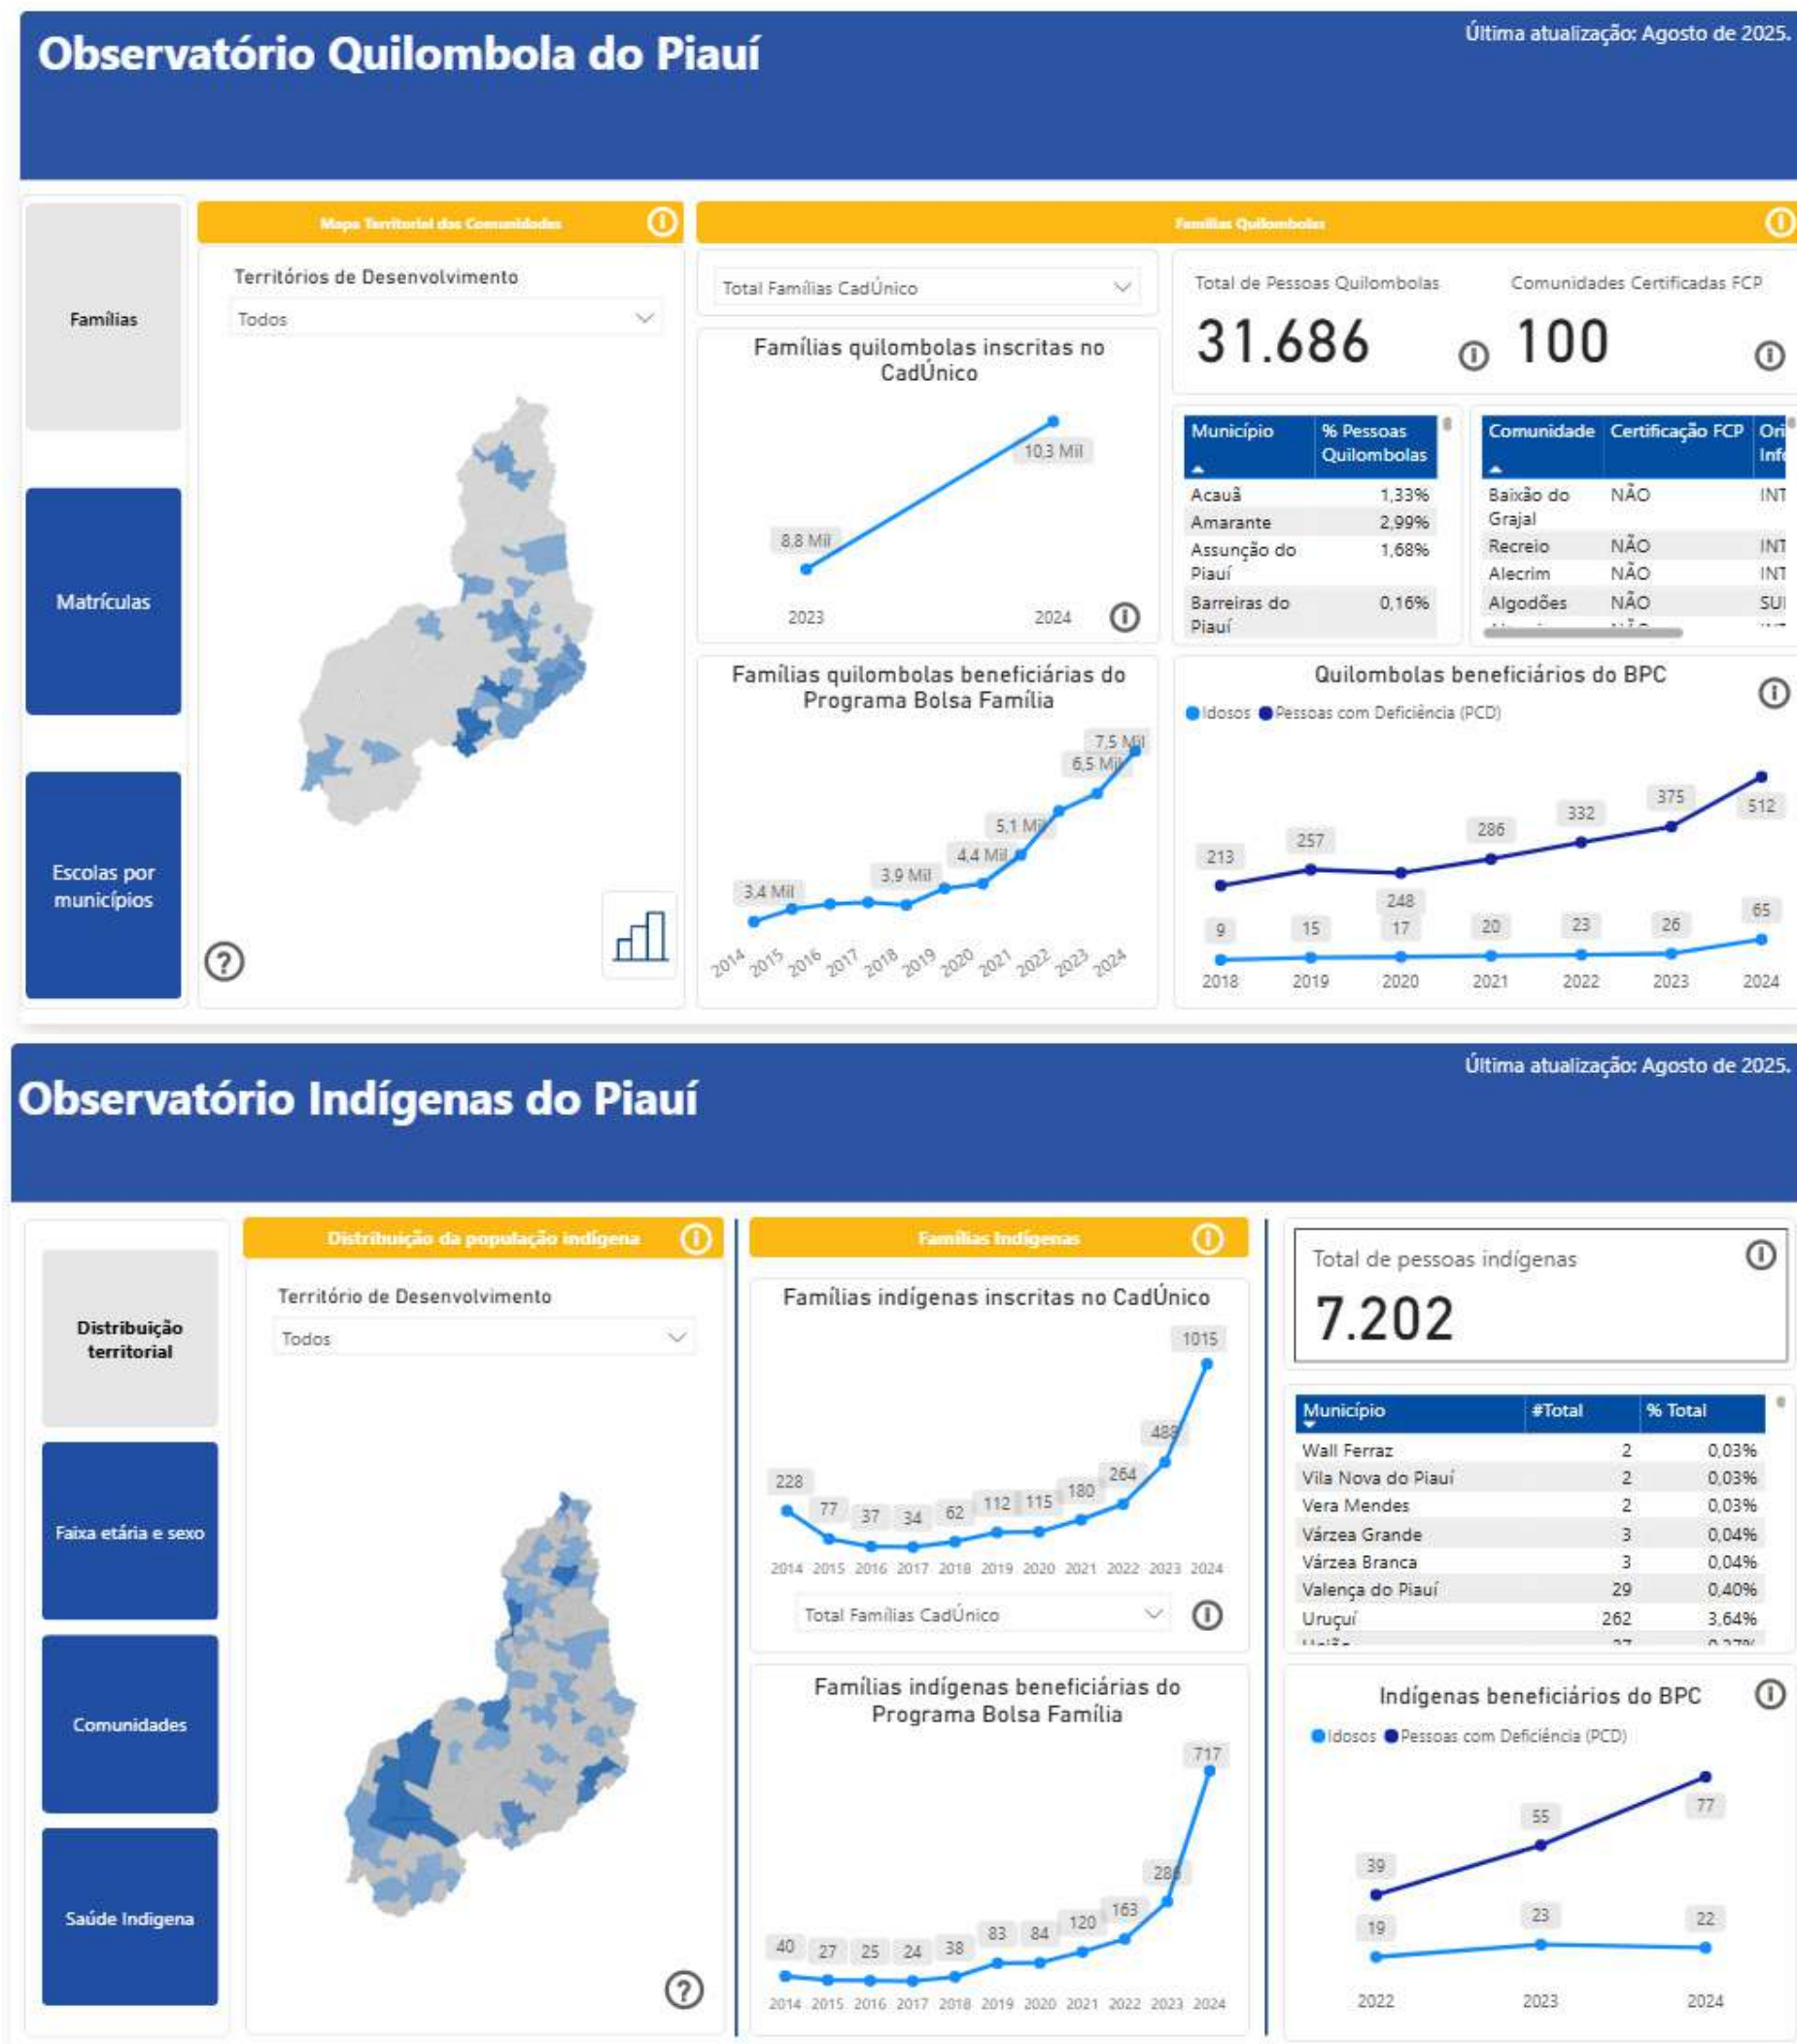 Observatório Quilombola do Piauí
Última atualização: Agosto de 2025.
Famílias
Matrículas
Escolas por
municípios
Mapa Territorial das Comunidades
Territórios de Desenvolvimento
Todos
Famílias Quilombolas
Total Famílias CadÚnico
Famílias quilombolas inscritas no
CadÚnico
10,3 Mil
8,8 Mil
2023 2024
Total de Pessoas Quilombolas
31.686
Comunidades Certificadas FCP
100
Município % Pessoas
Quilombolas
Acauã 1,33%
Amarante 2,99%
Assunção do 1,68%
Piauí
Barreiras do 0,16%
Piauí
Comunidade Certificação FCP Ori
Inf
Baixão do NÃO INT
Grajal
Recreio NÃO INT
Alecrim NÃO INT
Algodões NÃO SUI
Famílias quilombolas beneficiárias do
Programa Bolsa Família
7,5 Mil
6,5 Mil
5,1 Mil
4,4 Mil
3,9 Mil
3,4 Mil
2014 2015 2016 2017 2018 2019 2020 2021 2022 2023 2024
Quilombolas beneficiários do BPC
Idosos Pessoas com Deficiência (PCD)
213 257 248 286 332 375 512
9 15 17 20 23 26 65
2018 2019 2020 2021 2022 2023 2024
Observatório Indígenas do Piauí
Última atualização: Agosto de 2025.
Distribuição
territorial
Faixa etária e sexo
Comunidades
Saúde Indigena
Distribuição da população indígena
Território de Desenvolvimento
Todos
Famílias Indígenas
Famílias indígenas inscritas no CadÚnico
228 77 37 34 62 112 115 180 264 488 1015
2014 2015 2016 2017 2018 2019 2020 2021 2022 2023 2024
Total Famílias CadÚnico
Famílias indígenas beneficiárias do
Programa Bolsa Família
40 27 25 24 38 83 84 120 163 286 717
2014 2015 2016 2017 2018 2019 2020 2021 2022 2023 2024
Total de pessoas indígenas
7.202
Município #Total % Total
Wall Ferraz 2 0,03%
Vila Nova do Piauí 2 0,03%
Vera Mendes 2 0,03%
Várzea Grande 3 0,04%
Várzea Branca 3 0,04%
Valença do Piauí 29 0,40%
Uruçuí 262 3,64%
Indígenas beneficiários do BPC
Idosos Pessoas com Deficiência (PCD)
39 55 77
19 23 22
2022 2023 2024